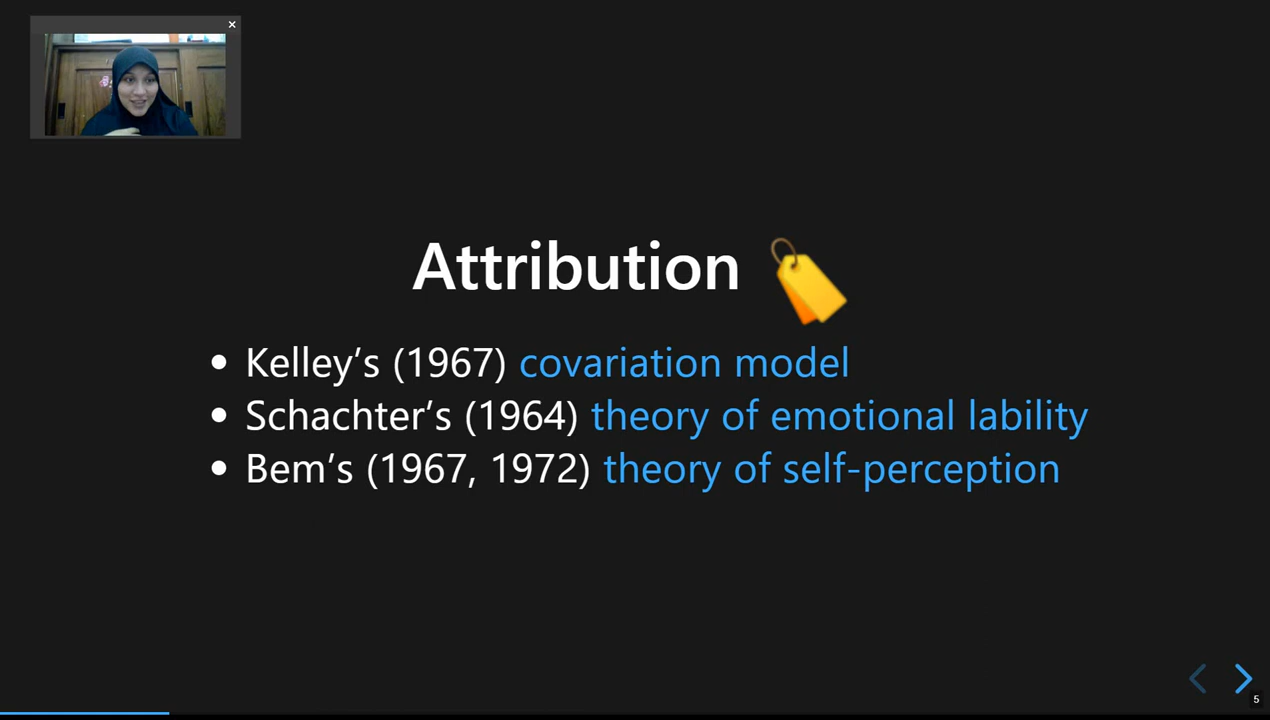 Attribution
Kelley’s (1967) covariation model
Schachter’s (1964) theory of emotional lability
Bem’s (1967, 1972) theory of self-perception
5